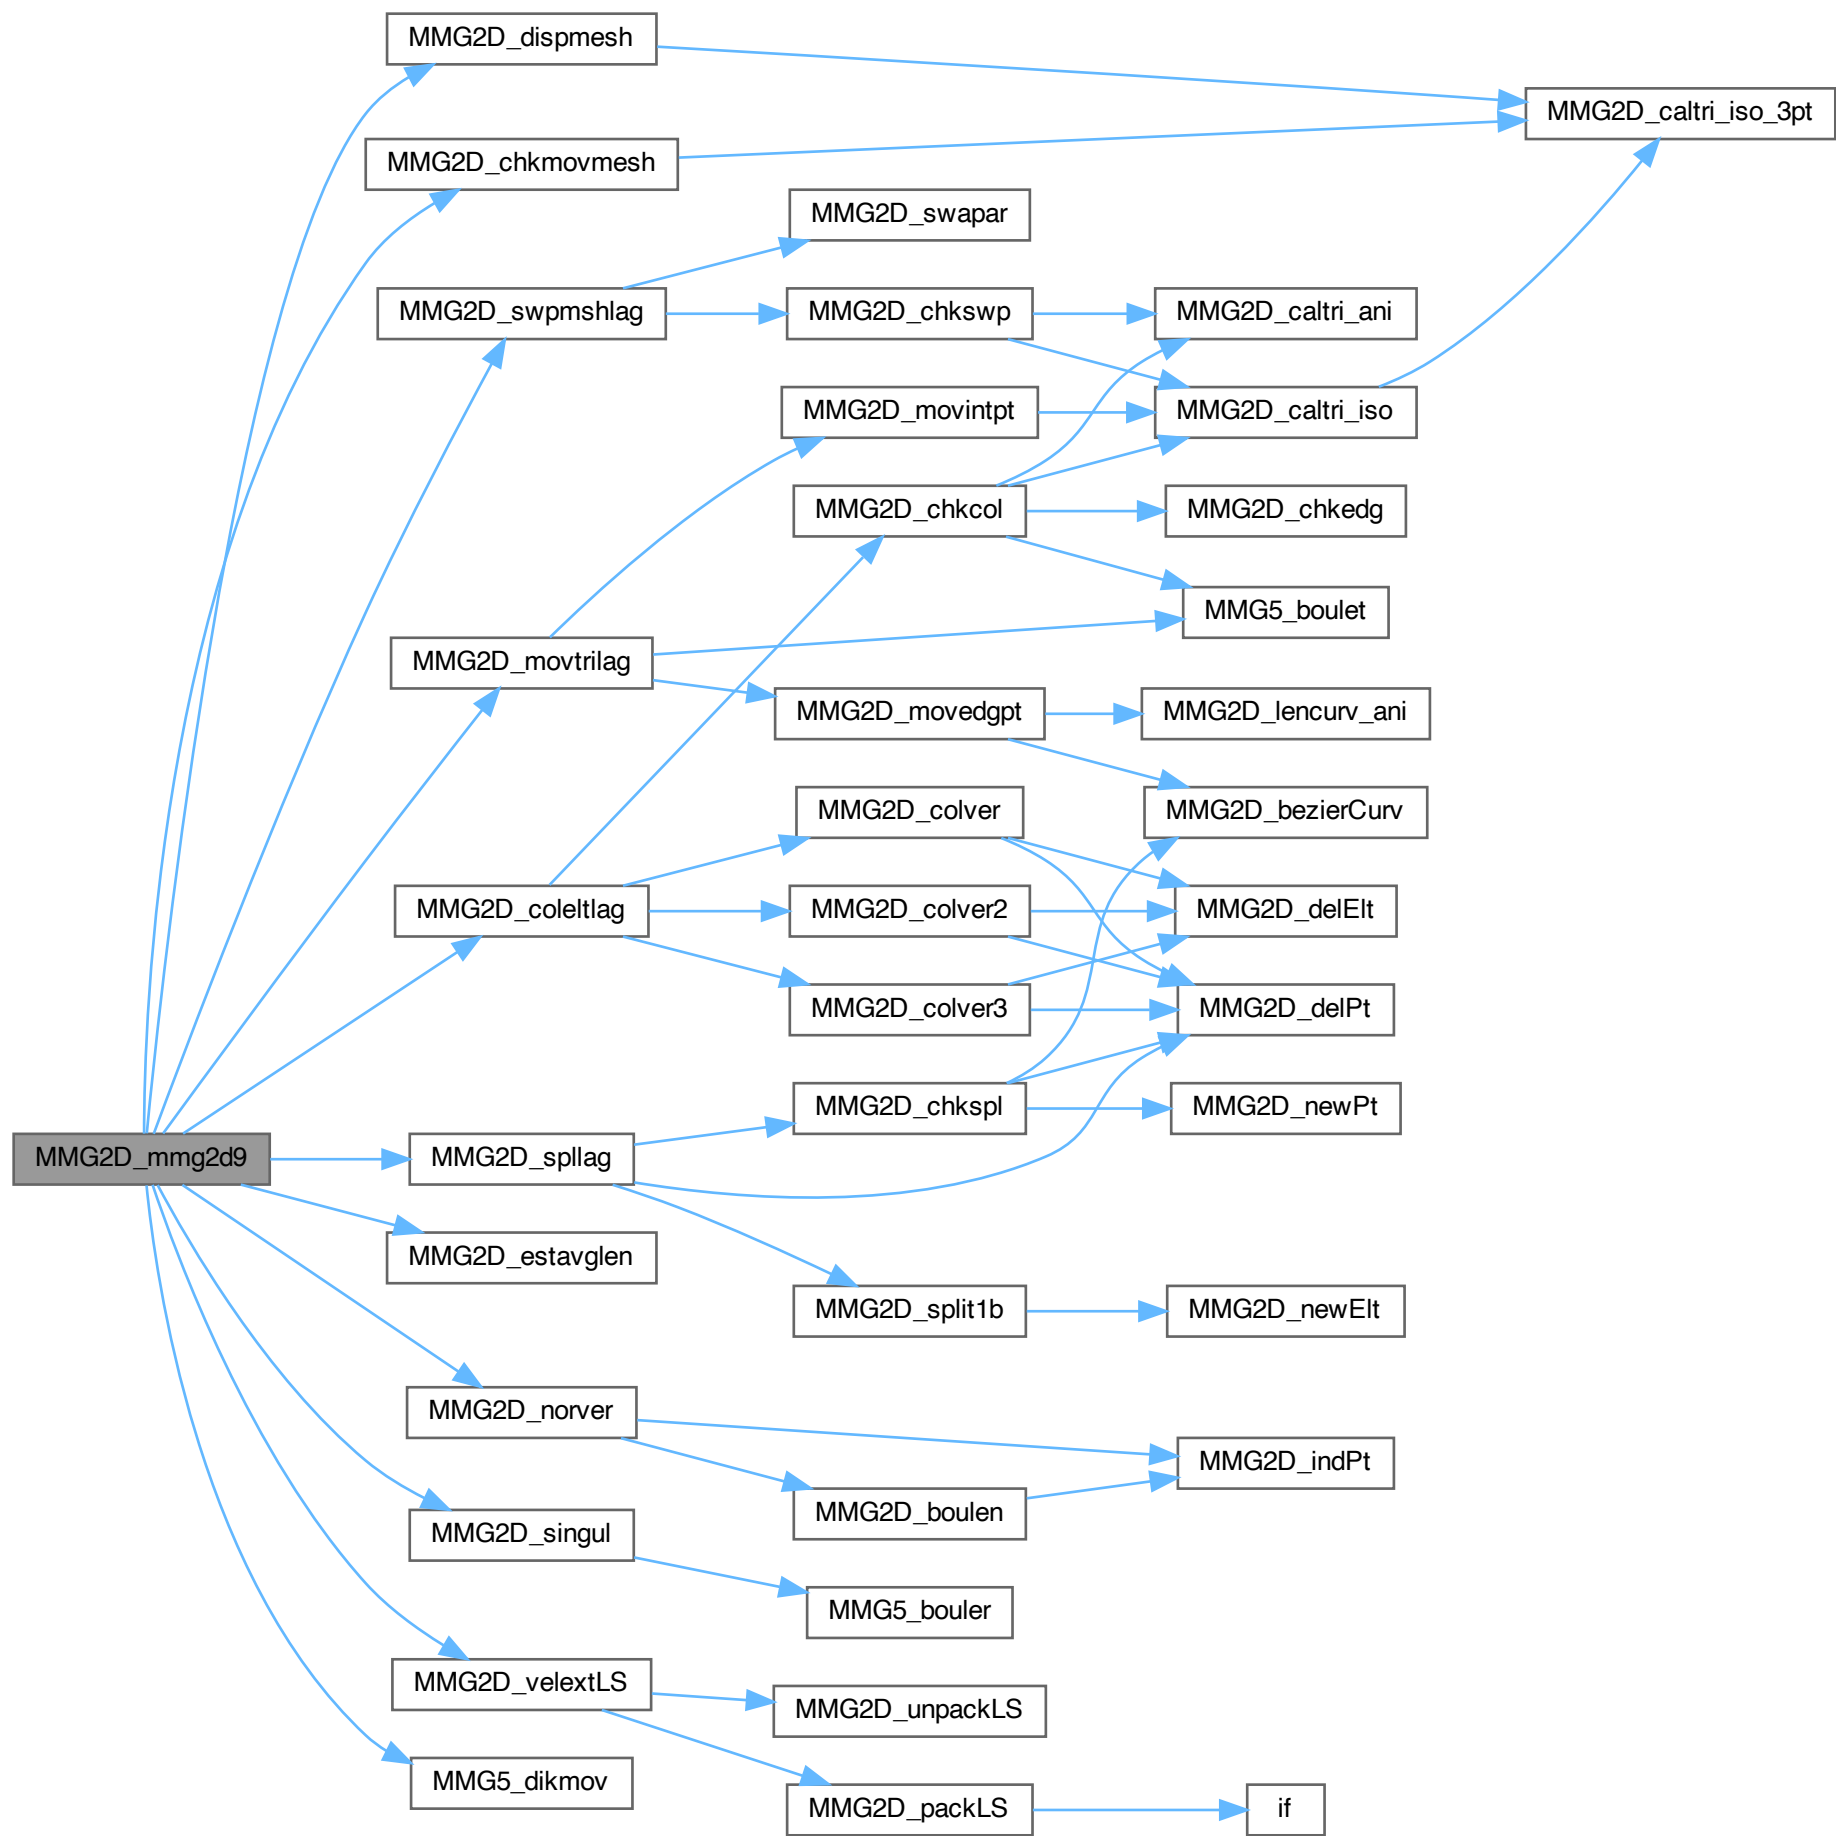 MMG2D_dispmesh
MMG2D_caltri_iso_3pt
MMG2D_chkmovmesh
MMG2D_swapar
MMG2D_swpmshlag
MMG2D_chkswp
MMG2D_caltri_ani
MMG2D_movintpt
MMG2D_caltri_iso
MMG2D_chkcol
MMG2D_chkedg
MMG5_boulet
MMG2D_movtrilag
MMG2D_movedgpt
MMG2D_lencurv_ani
MMG2D_colver
MMG2D_bezierCurv
MMG2D_coleltlag
MMG2D_colver2
MMG2D_delElt
MMG2D_colver3
MMG2D_delPt
MMG2D_chkspl
MMG2D_newPt
MMG2D_mmg2d9
MMG2D_spllag
MMG2D_estavglen
MMG2D_split1b
MMG2D_newElt
MMG2D_norver
MMG2D_indPt
MMG2D_boulen
MMG2D_singul
MMG5_bouler
MMG2D_velextLS
MMG2D_unpackLS
MMG5_dikmov
MMG2D_packLS
if